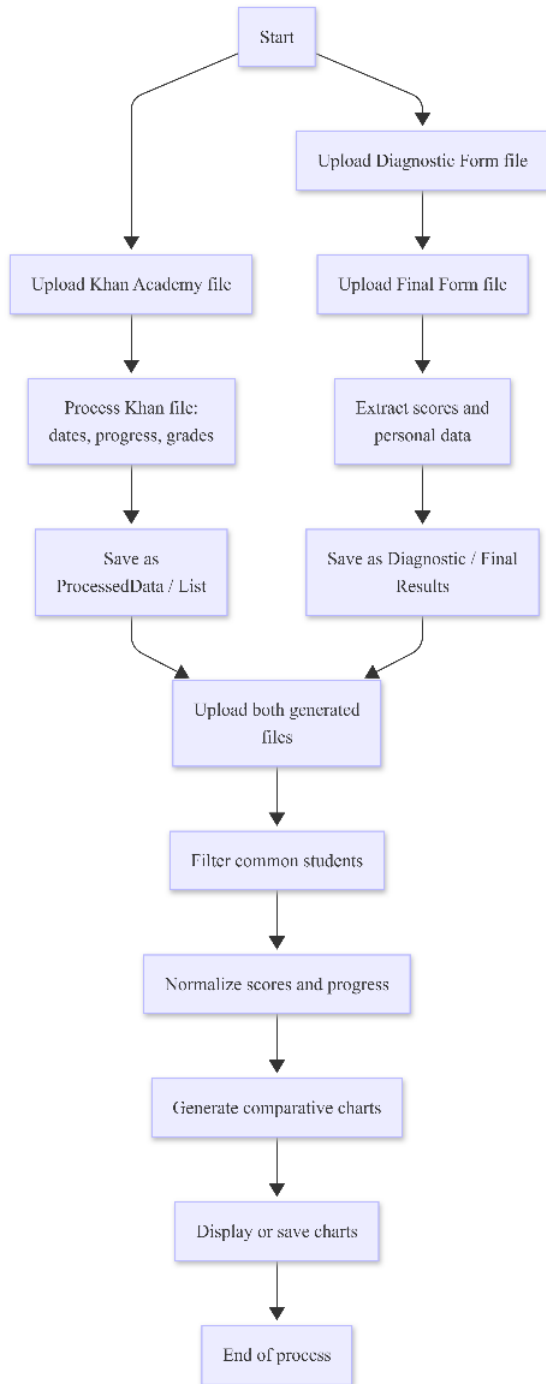 Start
Upload Diagnostic Form file
Upload Khan Academy file
Upload Final Form file
Process Khan file:
dates, progress, grades
Extract scores and
personal data
Save as
ProcessedData / List
Save as Diagnostic / Final
Results
Upload both generated
files
Filter common students
Normalize scores and progress
Generate comparative charts
Display or save charts
End of process